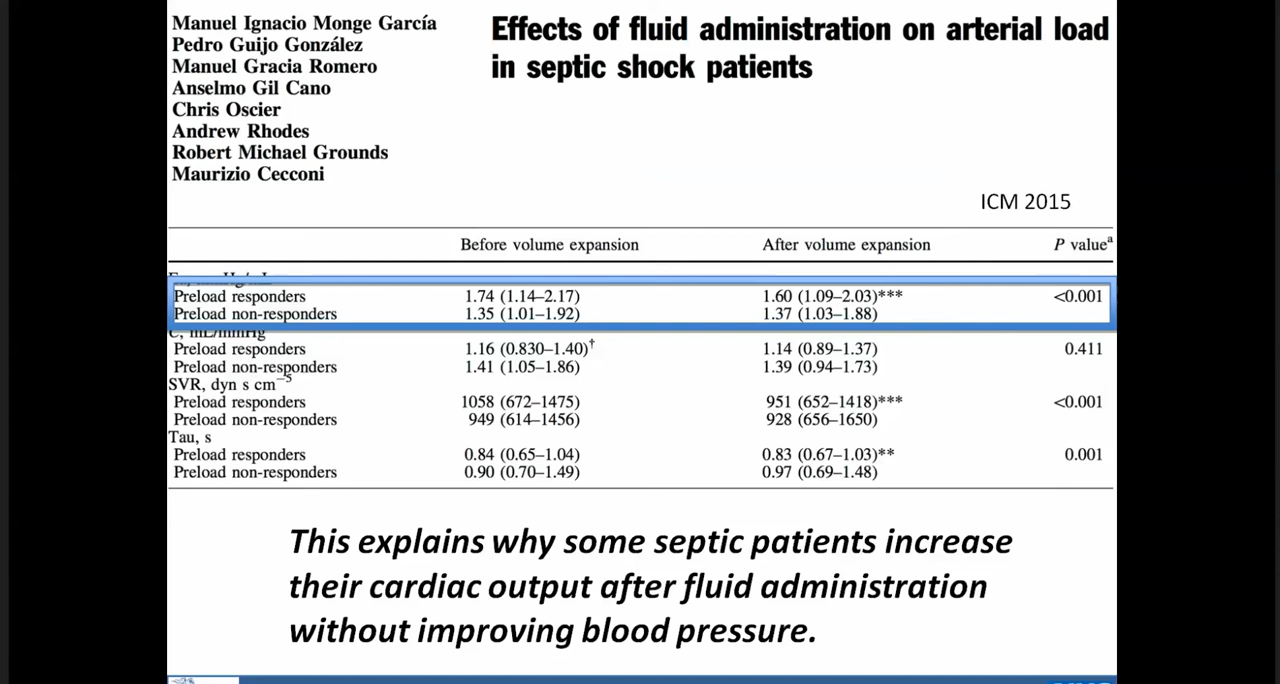 Manuel Ignacio Monge García
Pedro Guijo González
Manuel Gracia Romero
Anselmo Gil Cano
Chris Oscier
Andrew Rhodes
Robert Michael Grounds
Maurizio Cecconi
Effects of fluid administration on arterial load
in septic shock patients
ICM 2015
Before volume expansion After volume expansion P valueᵃ
Preload responders 1.74 (1.14–2.17) 1.60 (1.09–2.03)*** <0.001
Preload non-responders 1.35 (1.01–1.92) 1.37 (1.03–1.88)
C, mL/mmHg
Preload responders 1.16 (0.830–1.40)† 1.14 (0.89–1.37) 0.411
Preload non-responders 1.41 (1.05–1.86) 1.39 (0.94–1.73)
SVR, dyn s cm⁻⁵
Preload responders 1058 (672–1475) 951 (652–1418)*** <0.001
Preload non-responders 949 (614–1456) 928 (656–1650)
Tau, s
Preload responders 0.84 (0.65–1.04) 0.83 (0.67–1.03)** 0.001
Preload non-responders 0.90 (0.70–1.49) 0.97 (0.69–1.48)
This explains why some septic patients increase
their cardiac output after fluid administration
without improving blood pressure.